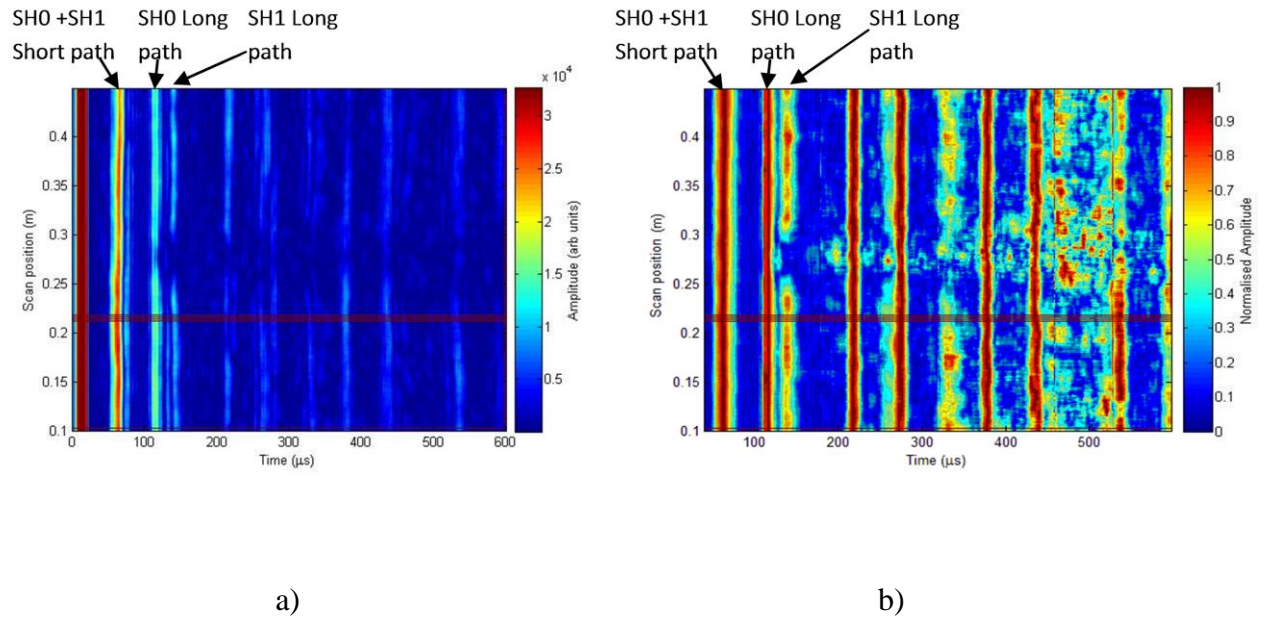 SH0 +SH1 SH0 Long SH1 Long
Short path path path
x 10^4
0.4
0.35
0.3
0.25
0.2
0.15
0.1
Scan position (m)
0 100 200 300 400 500 600
Time (μs)
3
2.5
2
1.5
1
0.5
Amplitude (arb units)
a)
SH0 +SH1 SH0 Long SH1 Long
Short path path path
0.4
0.35
0.3
0.25
0.2
0.15
0.1
Scan position (m)
100 200 300 400 500
Time (μs)
1
0.9
0.8
0.7
0.6
0.5
0.4
0.3
0.2
0.1
0
Normalised Amplitude
b)